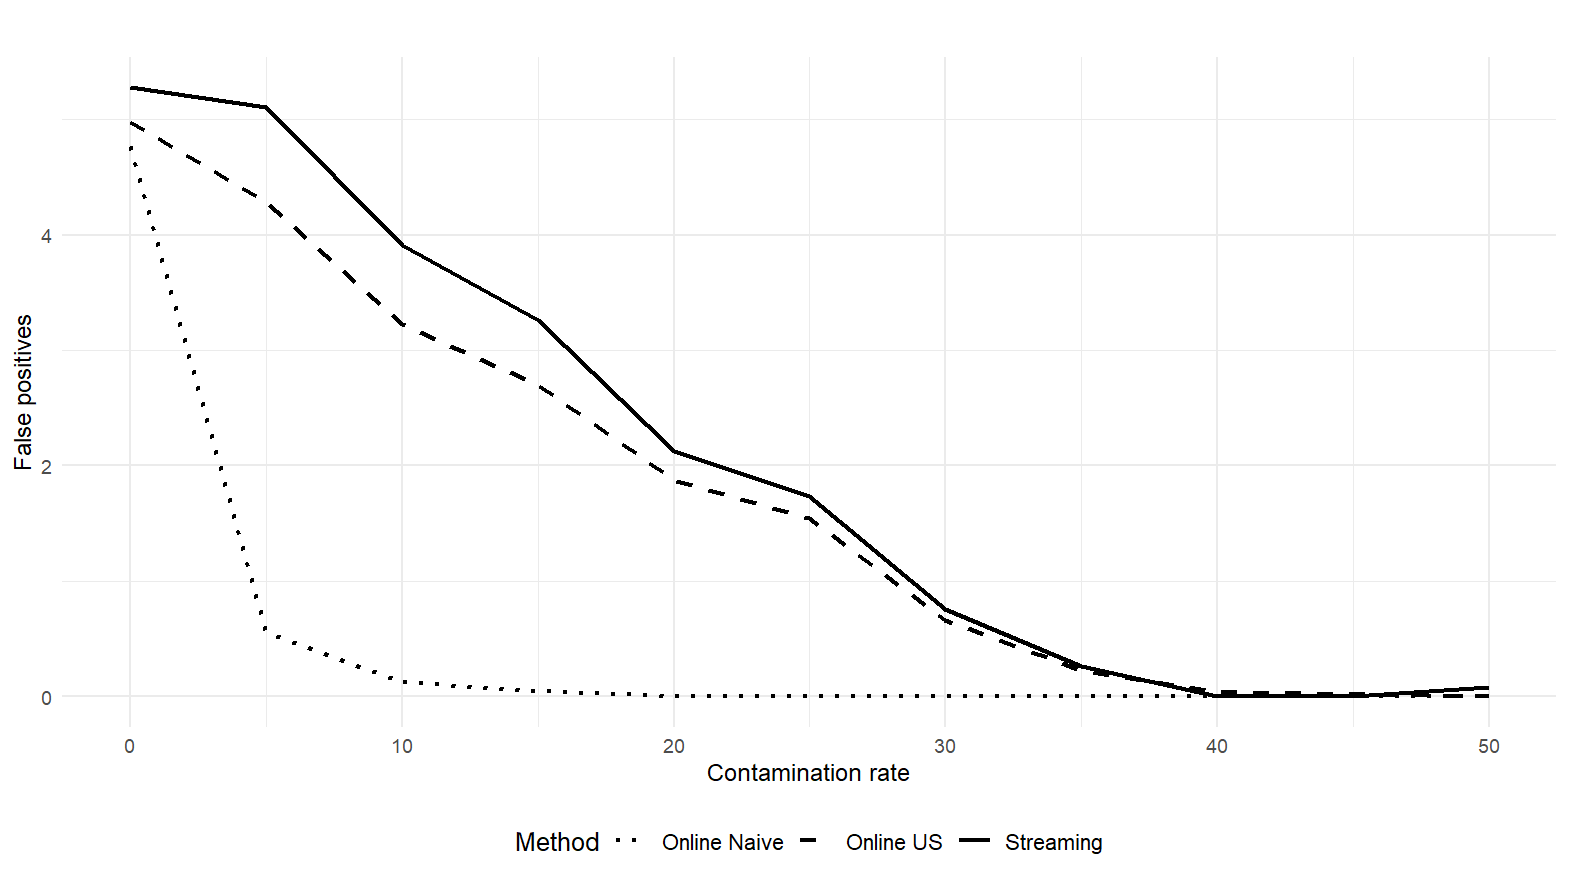 False positives
4
2
0
0 10 20 30 40 50
Contamination rate
Method Online Naive Online US Streaming